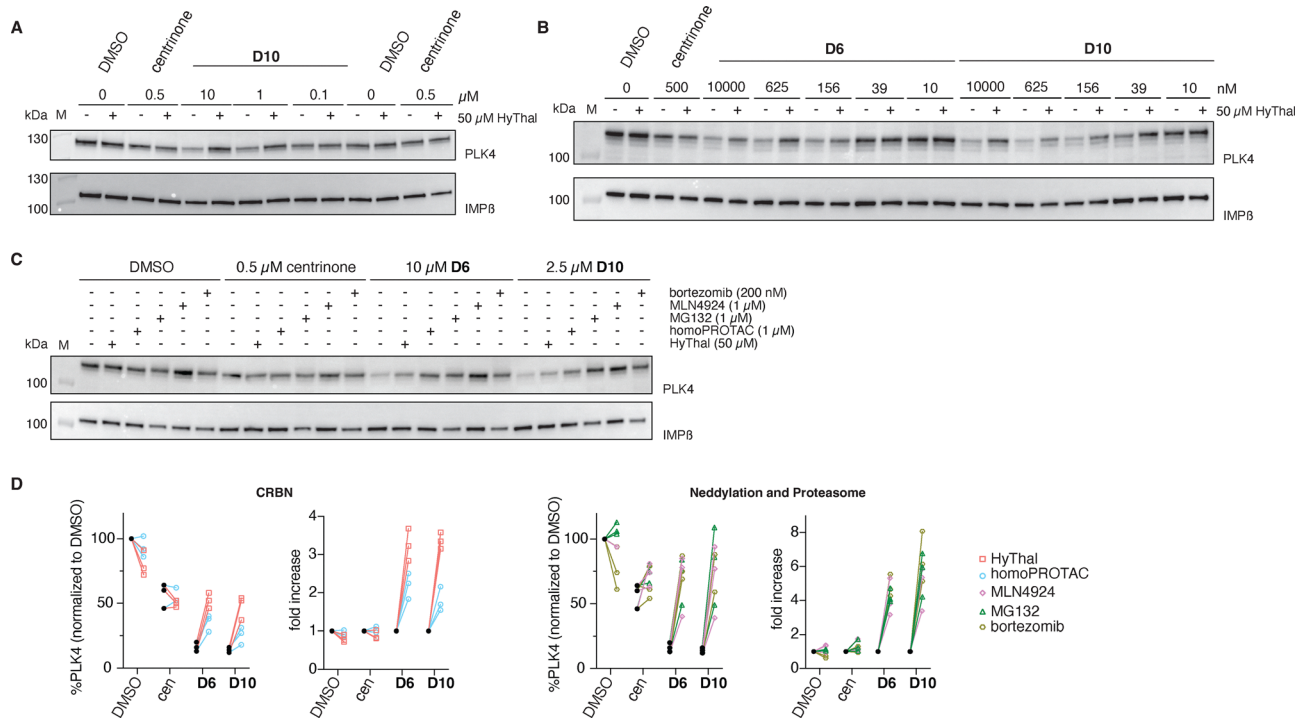 A
DMSO
centrinone
D10
DMSO
centrinone
0 0.5 10 1 0.1 0 0.5 µM
kDa M - + - + - + - + - + - + - + 50 µM HyThal
130
PLK4
130
100
IMPß
B
DMSO
centrinone
D6
D10
0 500 10000 625 156 39 10 10000 625 156 39 10 nM
kDa M - + - + - + - + - + - + - + - + - + - + - + - + 50 µM HyThal
100
PLK4
100
IMPß
C
DMSO 0.5 µM centrinone 10 µM D6 2.5 µM D10
- - - - - + - - - - - + - - - - - + - - - - - + bortezomib (200 nM)
- - - - + - - - - - + - - - - - + - - - - - + - MLN4924 (1 µM)
- - - + - - - - - + - - - - - + - - - - - + - - MG132 (1 µM)
- - + - - - - - + - - - - - + - - - - - + - - - homoPROTAC (1 µM)
kDa M - + - - - - - + - - - - - + - - - - - + - - - - HyThal (50 µM)
100
PLK4
100
IMPß
D
CRBN
%PLK4 (normalized to DMSO)
100
50
0
DMSO cen D6 D10
fold increase
4
3
2
1
0
DMSO cen D6 D10
Neddylation and Proteasome
%PLK4 (normalized to DMSO)
100
50
0
DMSO cen D6 D10
fold increase
8
6
4
2
0
DMSO cen D6 D10
HyThal
homoPROTAC
MLN4924
MG132
bortezomib